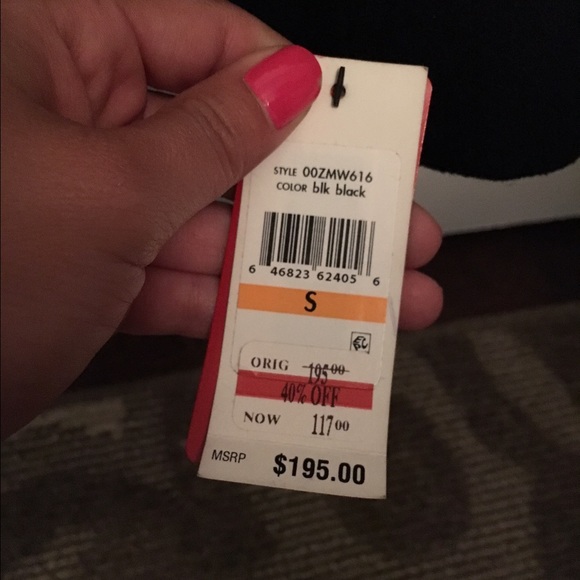 STYLE 00ZMW616
COLOR blk black
6 46823 62405 6
S
ORIG 195.00
40% OFF
NOW 117.00
MSRP $195.00